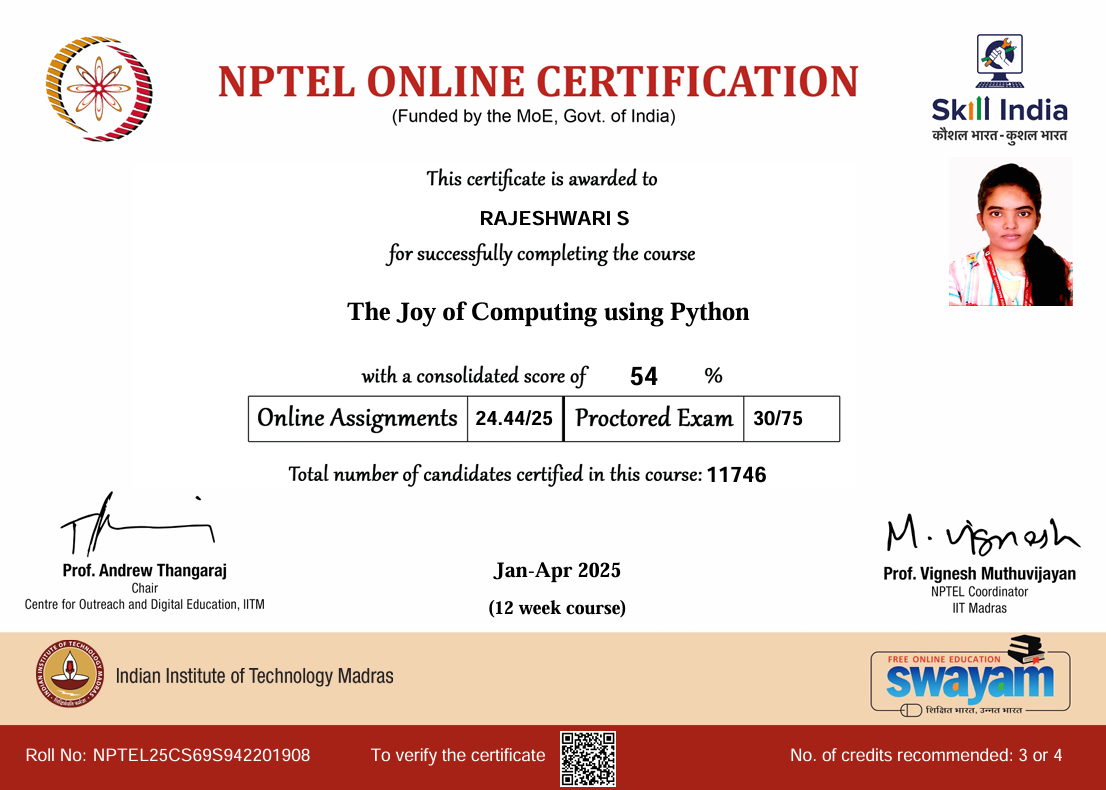 NPTEL ONLINE CERTIFICATION
(Funded by the MoE, Govt. of India)
Skill India
कौशल भारत - कुशल भारत
This certificate is awarded to
RAJESHWARI S
for successfully completing the course
The Joy of Computing using Python
with a consolidated score of 54 %
Online Assignments 24.44/25 Proctored Exam 30/75
Total number of candidates certified in this course: 11746
M. Vignesh
Prof. Andrew Thangaraj
Chair
Centre for Outreach and Digital Education, IITM
Jan-Apr 2025
(12 week course)
Prof. Vignesh Muthuvijayan
NPTEL Coordinator
IIT Madras
INDIAN INSTITUTE OF TECHNOLOGY MADRAS
Indian Institute of Technology Madras
FREE ONLINE EDUCATION
swayam
शिक्षित भारत, उन्नत भारत
Roll No: NPTEL25CS69S942201908
To verify the certificate
No. of credits recommended: 3 or 4